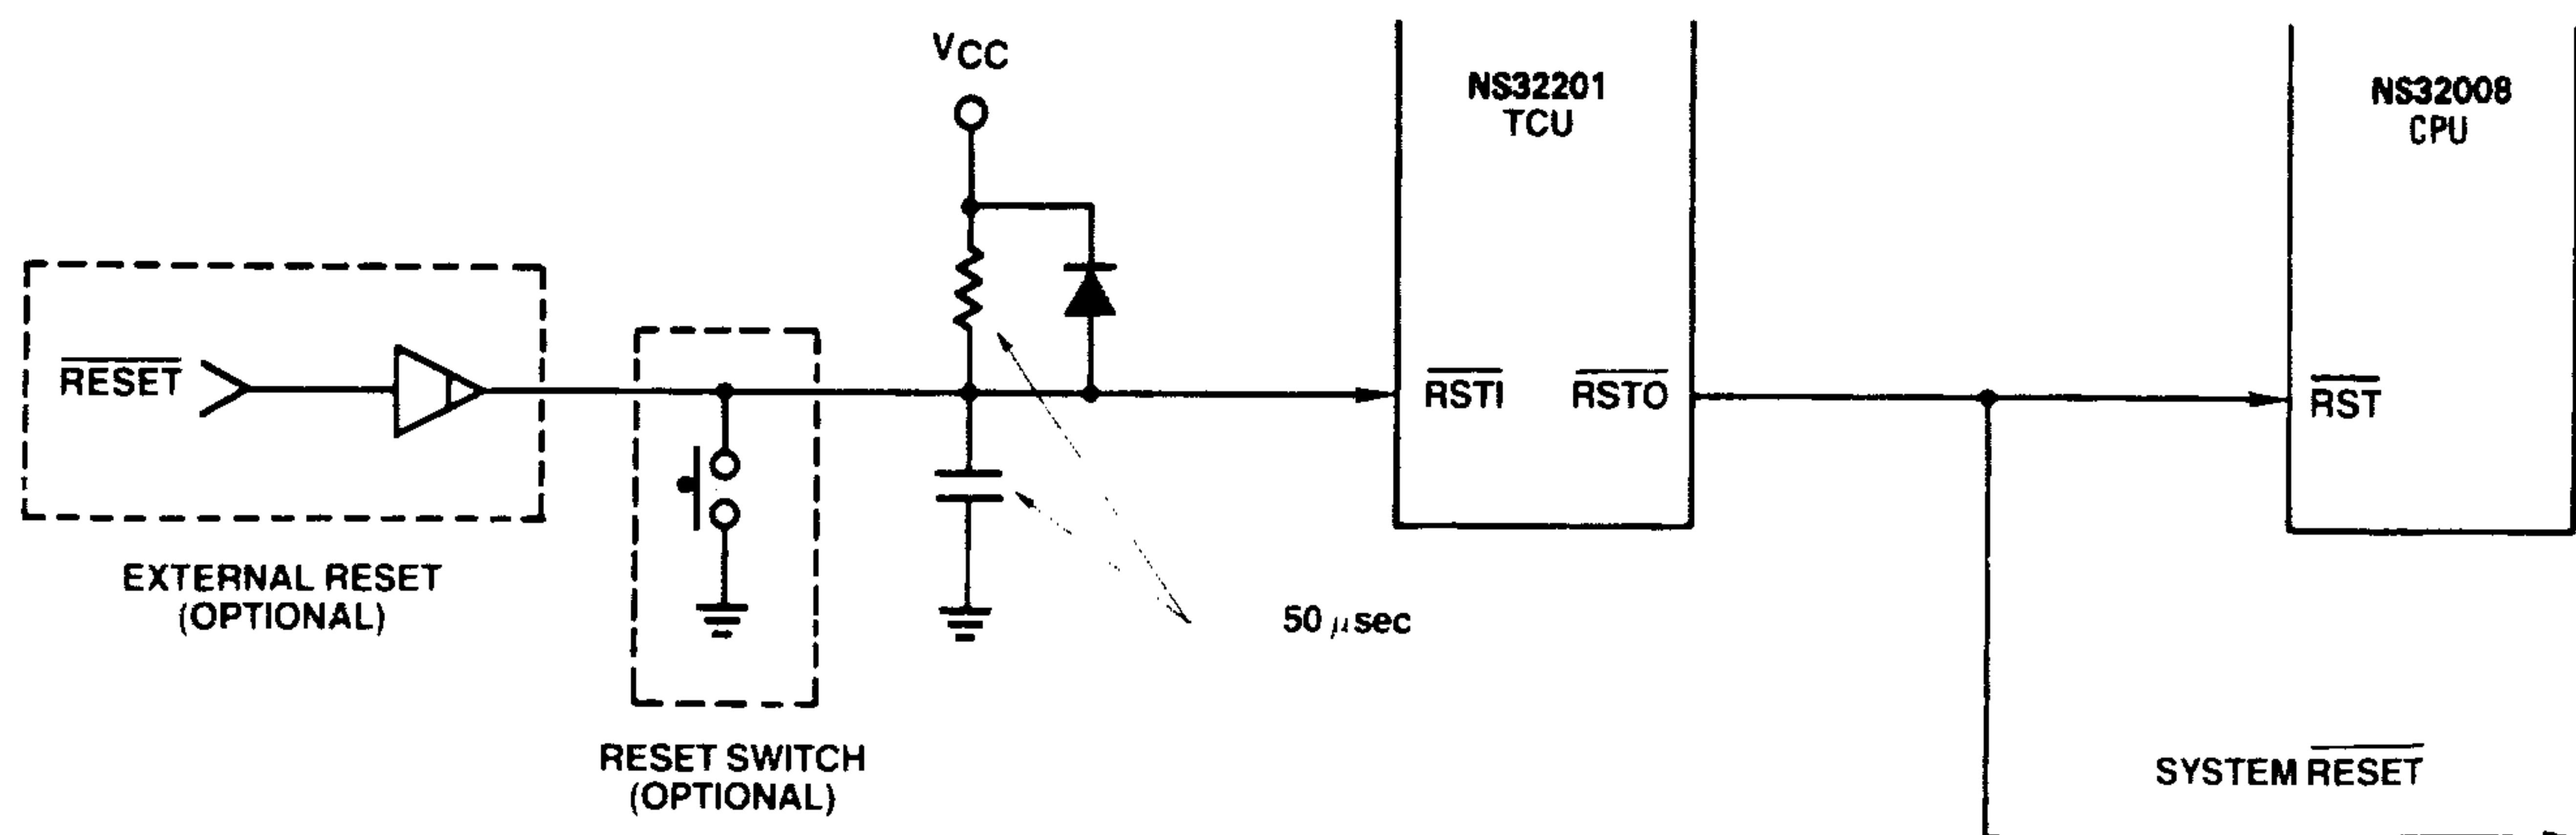 VCC
NS32201
TCU
NS32008
CPU
RESET
RSTI
RSTO
RST
EXTERNAL RESET
(OPTIONAL)
50 μsec
RESET SWITCH
(OPTIONAL)
SYSTEM RESET